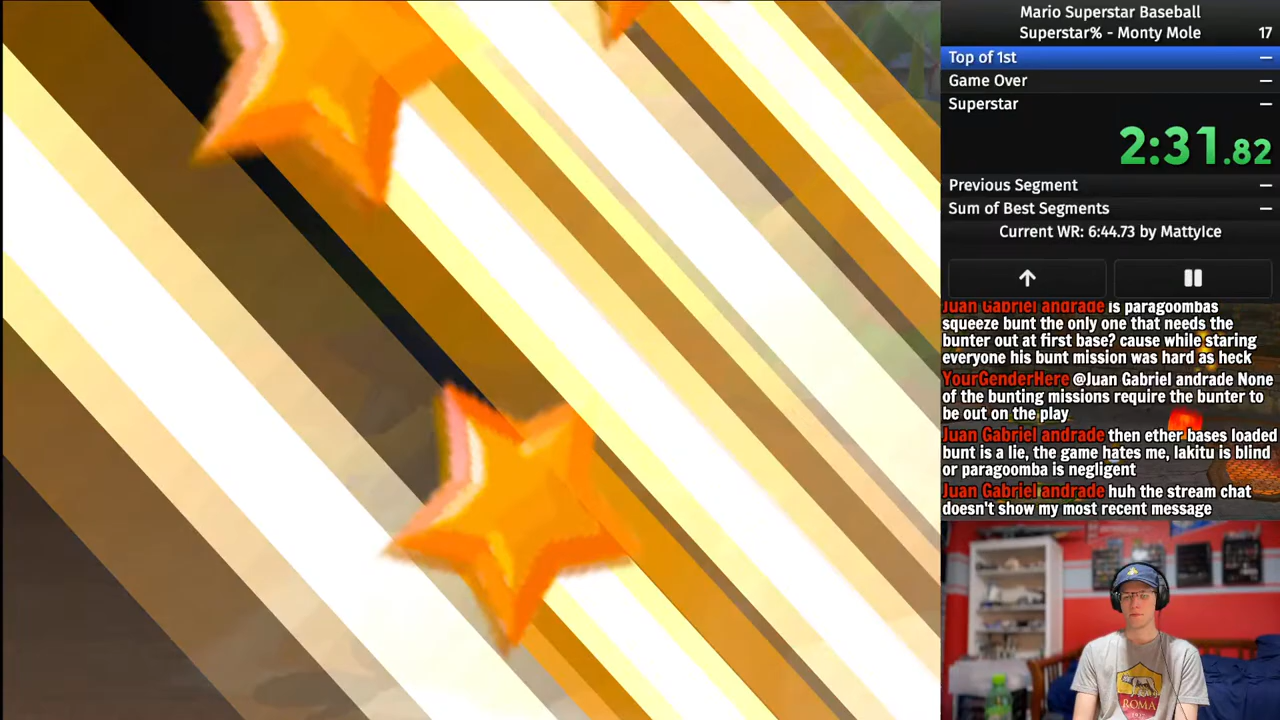 Mario Superstar Baseball
Superstar% - Monty Mole 17
Top of 1st —
Game Over —
Superstar —
2:31.82
Previous Segment —
Sum of Best Segments —
Current WR: 6:44.73 by MattyIce
Juan Gabriel andrade is paragoombas
squeeze bunt the only one that needs the
bunter out at first base? cause while staring
everyone his bunt mission was hard as heck
YourGenderHere @Juan Gabriel andrade None
of the bunting missions require the bunter to
be out on the play
Juan Gabriel andrade then ether bases loaded
bunt is a lie, the game hates me, lakitu is blind
or paragoomba is negligent
Juan Gabriel andrade huh the stream chat
doesn't show my most recent message
ROMA